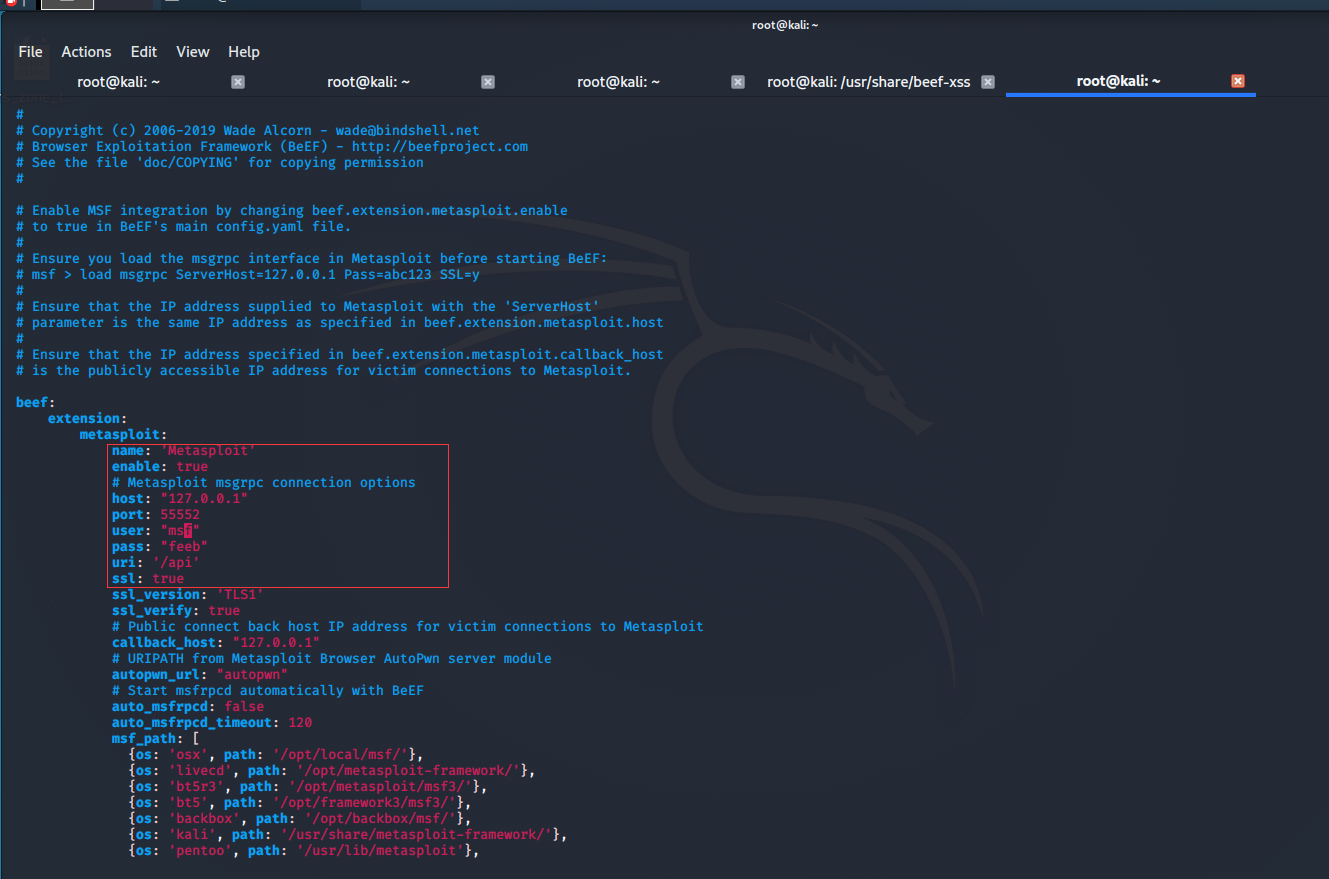 root@kali: ~
File Actions Edit View Help
root@kali: ~ root@kali: ~ root@kali: ~ root@kali: /usr/share/beef-xss root@kali: ~
#
# Copyright (c) 2006-2019 Wade Alcorn - wade@bindshell.net
# Browser Exploitation Framework (BeEF) - http://beefproject.com
# See the file 'doc/COPYING' for copying permission
#
# Enable MSF integration by changing beef.extension.metasploit.enable
# to true in BeEF's main config.yaml file.
#
# Ensure you load the msgrpc interface in Metasploit before starting BeEF:
# msf > load msgrpc ServerHost=127.0.0.1 Pass=abc123 SSL=y
#
# Ensure that the IP address supplied to Metasploit with the 'ServerHost'
# parameter is the same IP address as specified in beef.extension.metasploit.host
#
# Ensure that the IP address specified in beef.extension.metasploit.callback_host
# is the publicly accessible IP address for victim connections to Metasploit.
beef:
extension:
metasploit:
name: 'Metasploit'
enable: true
# Metasploit msgrpc connection options
host: "127.0.0.1"
port: 55552
user: "msf"
pass: "feeb"
uri: '/api'
ssl: true
ssl_version: 'TLS1'
ssl_verify: true
# Public connect back host IP address for victim connections to Metasploit
callback_host: "127.0.0.1"
# URIPATH from Metasploit Browser AutoPwn server module
autopwn_url: "autopwn"
# Start msfrpcd automatically with BeEF
auto_msfrpcd: false
auto_msfrpcd_timeout: 120
msf_path: [
{os: 'osx', path: '/opt/local/msf/'},
{os: 'livecd', path: '/opt/metasploit-framework/'},
{os: 'bt5r3', path: '/opt/metasploit/msf3/'},
{os: 'bt5', path: '/opt/framework3/msf3/'},
{os: 'backbox', path: '/opt/backbox/msf/'},
{os: 'kali', path: '/usr/share/metasploit-framework/'},
{os: 'pentoo', path: '/usr/lib/metasploit'},